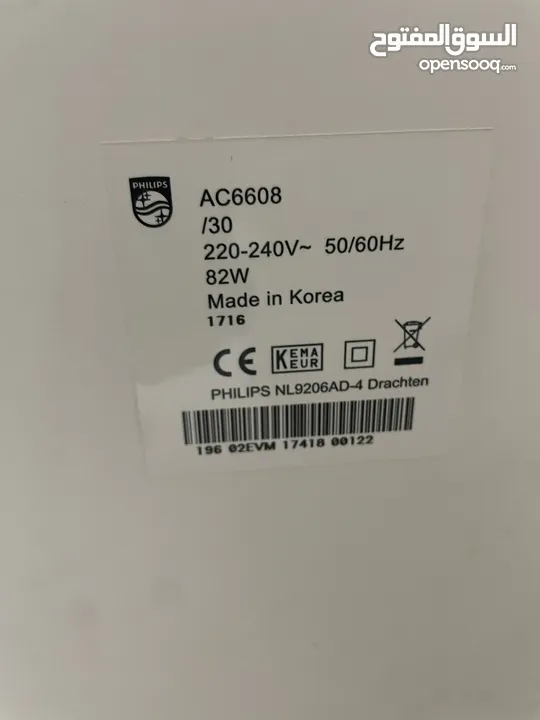 السوق المفتوح
opensooq.com
PHILIPS
AC6608
/30
220-240V~ 50/60Hz
82W
Made in Korea
1716
CE KEMA EUR
PHILIPS NL9206AD-4 Drachten
196 02EVM 17418 00122